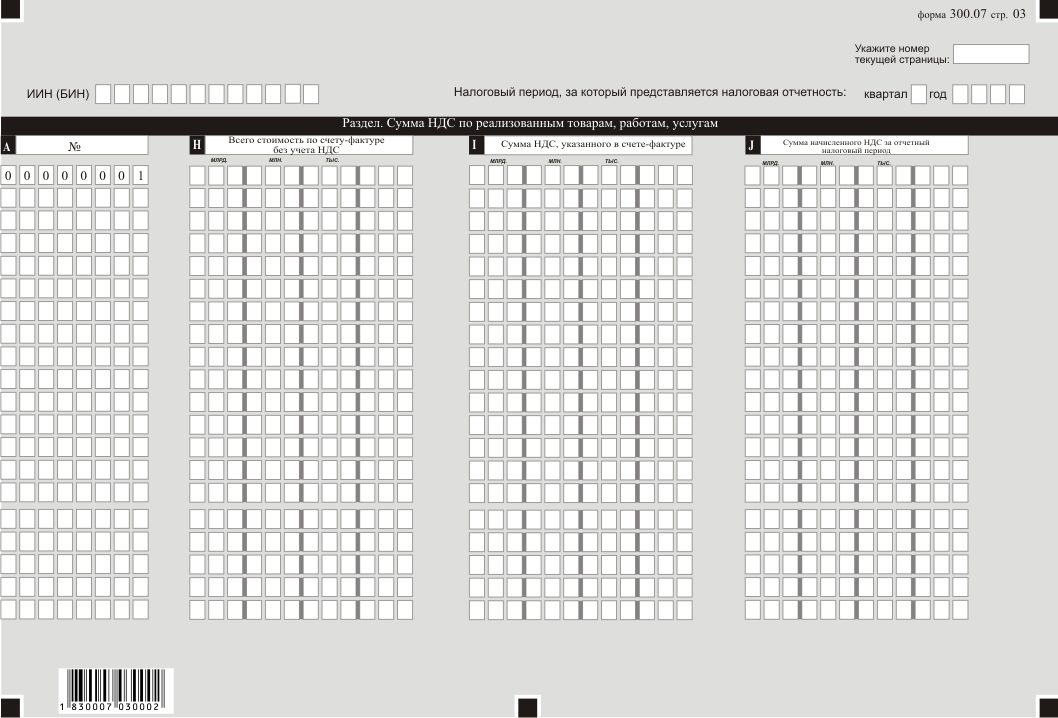 форма 300.07 стр. 03
Укажите номер
текущей страницы:
ИИН (БИН)
Налоговый период, за который представляется налоговая отчетность:
квартал
год
Раздел. Сумма НДС по реализованным товарам, работам, услугам
A №
H Всего стоимость по счету-фактуре
без учета НДС
I Сумма НДС, указанного в счете-фактуре
J Сумма начисленного НДС за отчетный
налоговый период
МЛРД. МЛН. ТЫС.
МЛРД. МЛН. ТЫС.
МЛРД. МЛН. ТЫС.
0 0 0 0 0 0 0 1
1 830007 030002